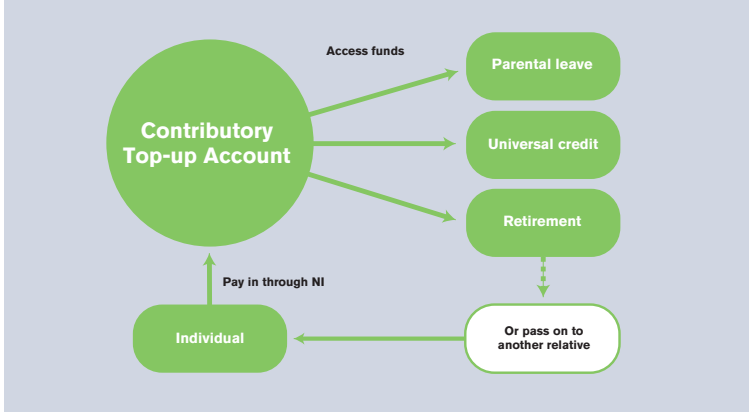 Access funds
Parental leave
Contributory
Top-up Account
Universal credit
Retirement
Pay in through NI
Individual
Or pass on to
another relative